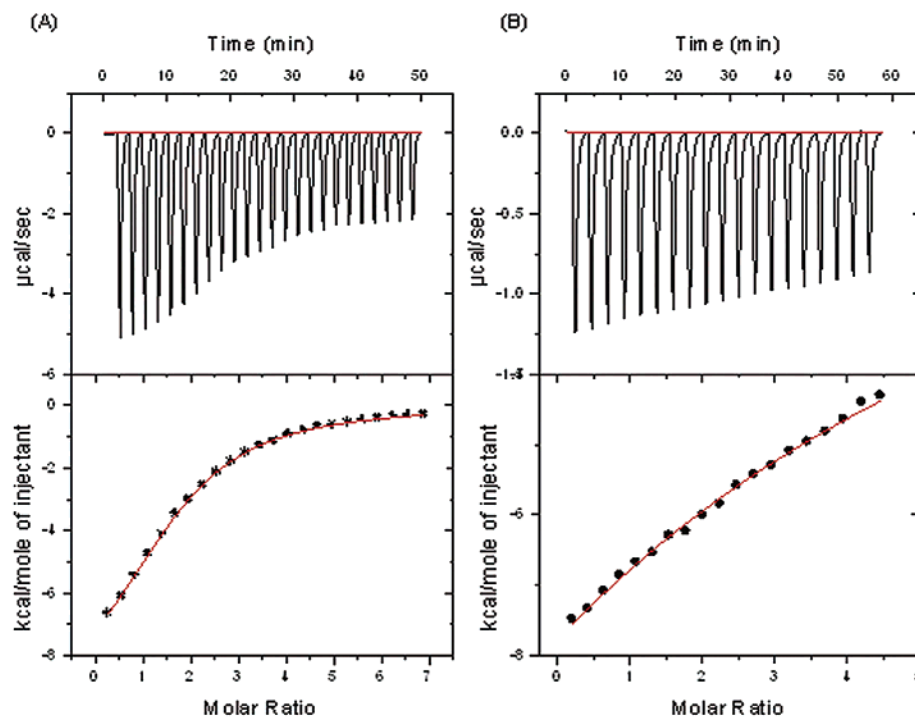 (A)
Time (min)
0 10 20 30 40 50
0
-2
-4
-6
µcal/sec
0
-2
-4
-6
-8
kcal/mole of injectant
0 1 2 3 4 5 6 7
Molar Ratio
(B)
Time (min)
0 10 20 30 40 50 60
0.0
-0.5
-1.0
µcal/sec
-6
-8
kcal/mole of injectant
0 1 2 3 4
Molar Ratio